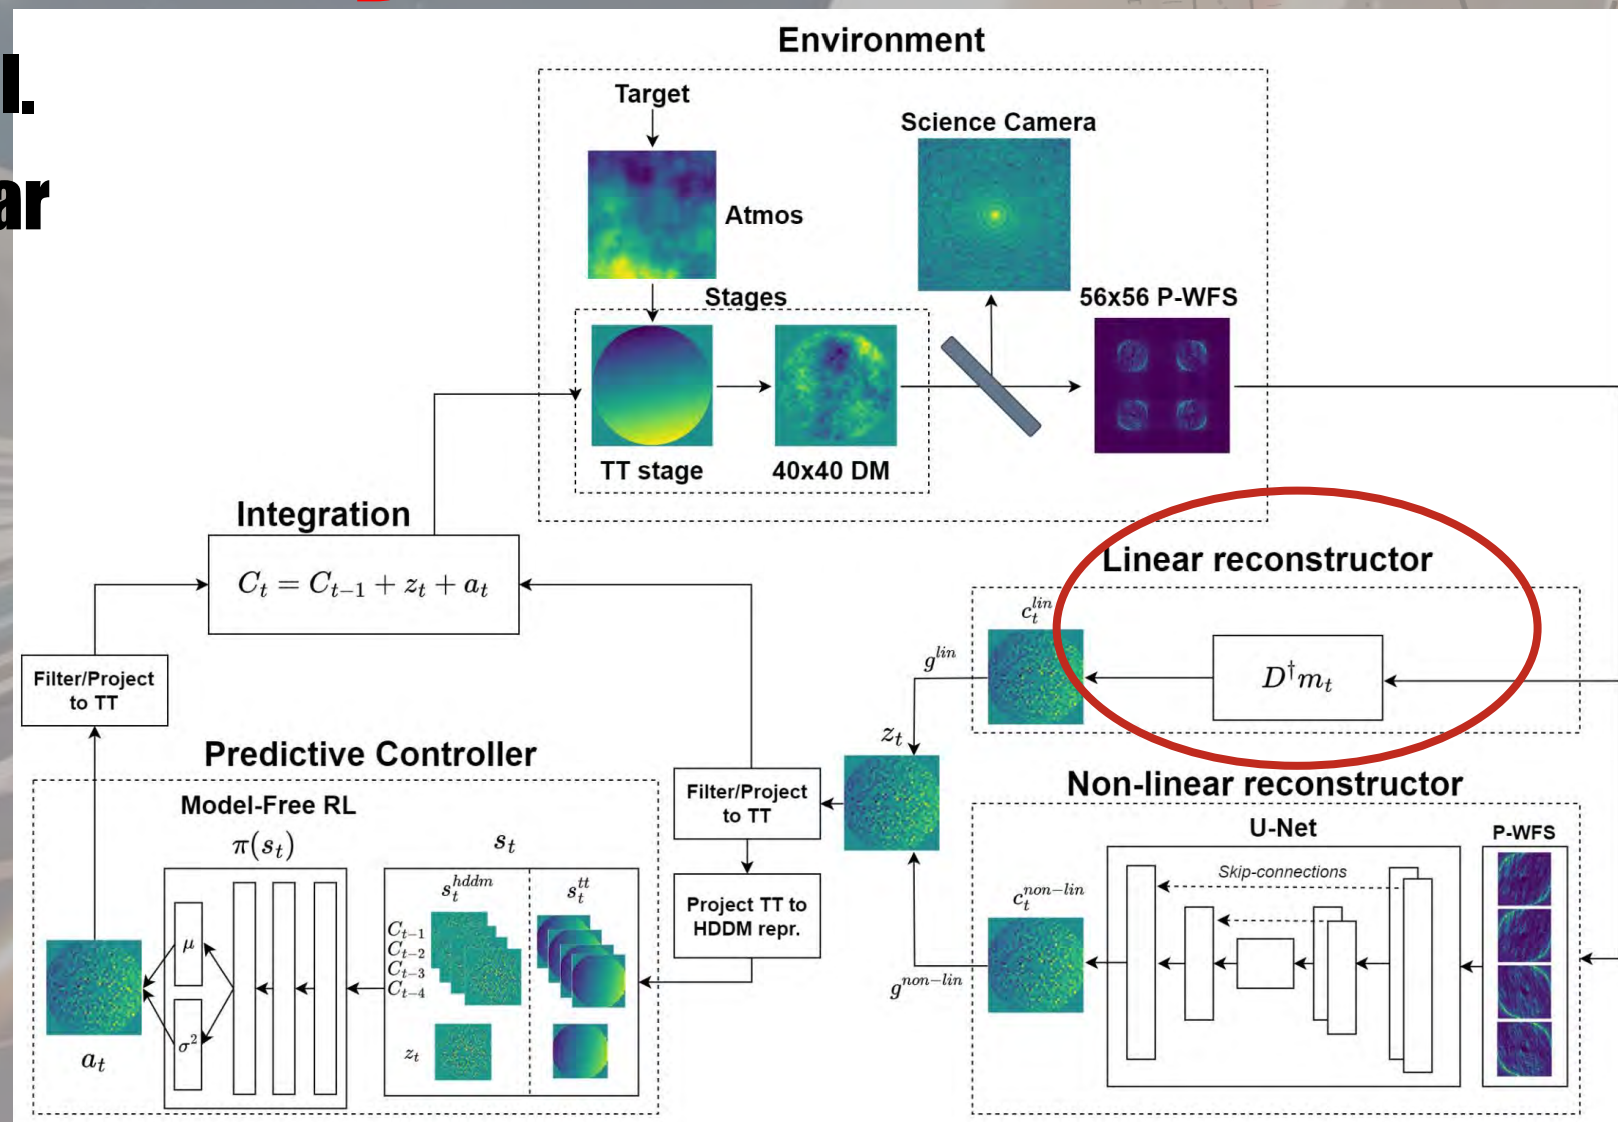 l.
ar
Environment
Target
Science Camera
Atmos
Stages
56x56 P-WFS
TT stage
40x40 DM
Integration
C_t = C_{t-1} + z_t + a_t
Linear reconstructor
c_t^{lin}
g^{lin}
D^†m_t
Filter/Project
to TT
z_t
Predictive Controller
Non-linear reconstructor
Model-Free RL
Filter/Project
to TT
U-Net
P-WFS
π(s_t)
s_t
Skip-connections
s_t^{hddm}
s_t^{tt}
c_t^{non-lin}
Project TT to
HDDM repr.
C_{t-1}
C_{t-2}
C_{t-3}
C_{t-4}
μ
g^{non-lin}
σ^2
z_t
a_t